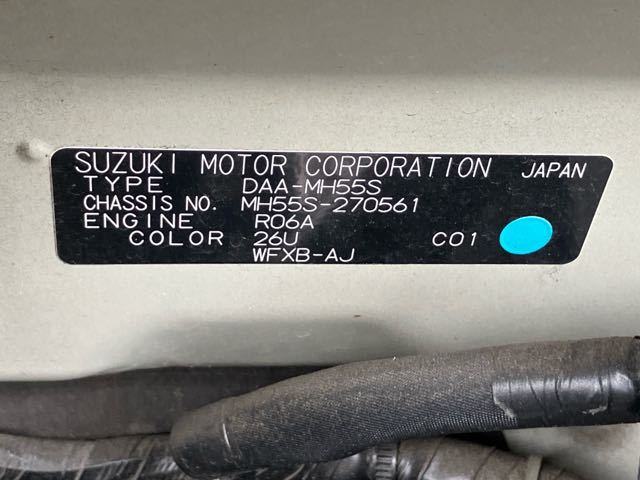 SUZUKI MOTOR CORPORATION JAPAN
TYPE DAA-MH55S
CHASSIS NO. MH55S-270561
ENGINE R06A
COLOR 26U C01
WFXB-AJ